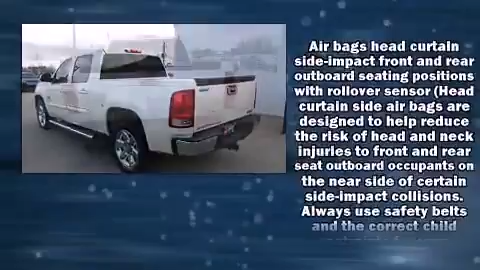 Air bags head curtain
side-impact front and rear
outboard seating positions
with rollover sensor (Head
curtain side air bags are
designed to help reduce
the risk of head and neck
injuries to front and rear
seat outboard occupants on
the near side of certain
side-impact collisions.
Always use safety belts
and the correct child